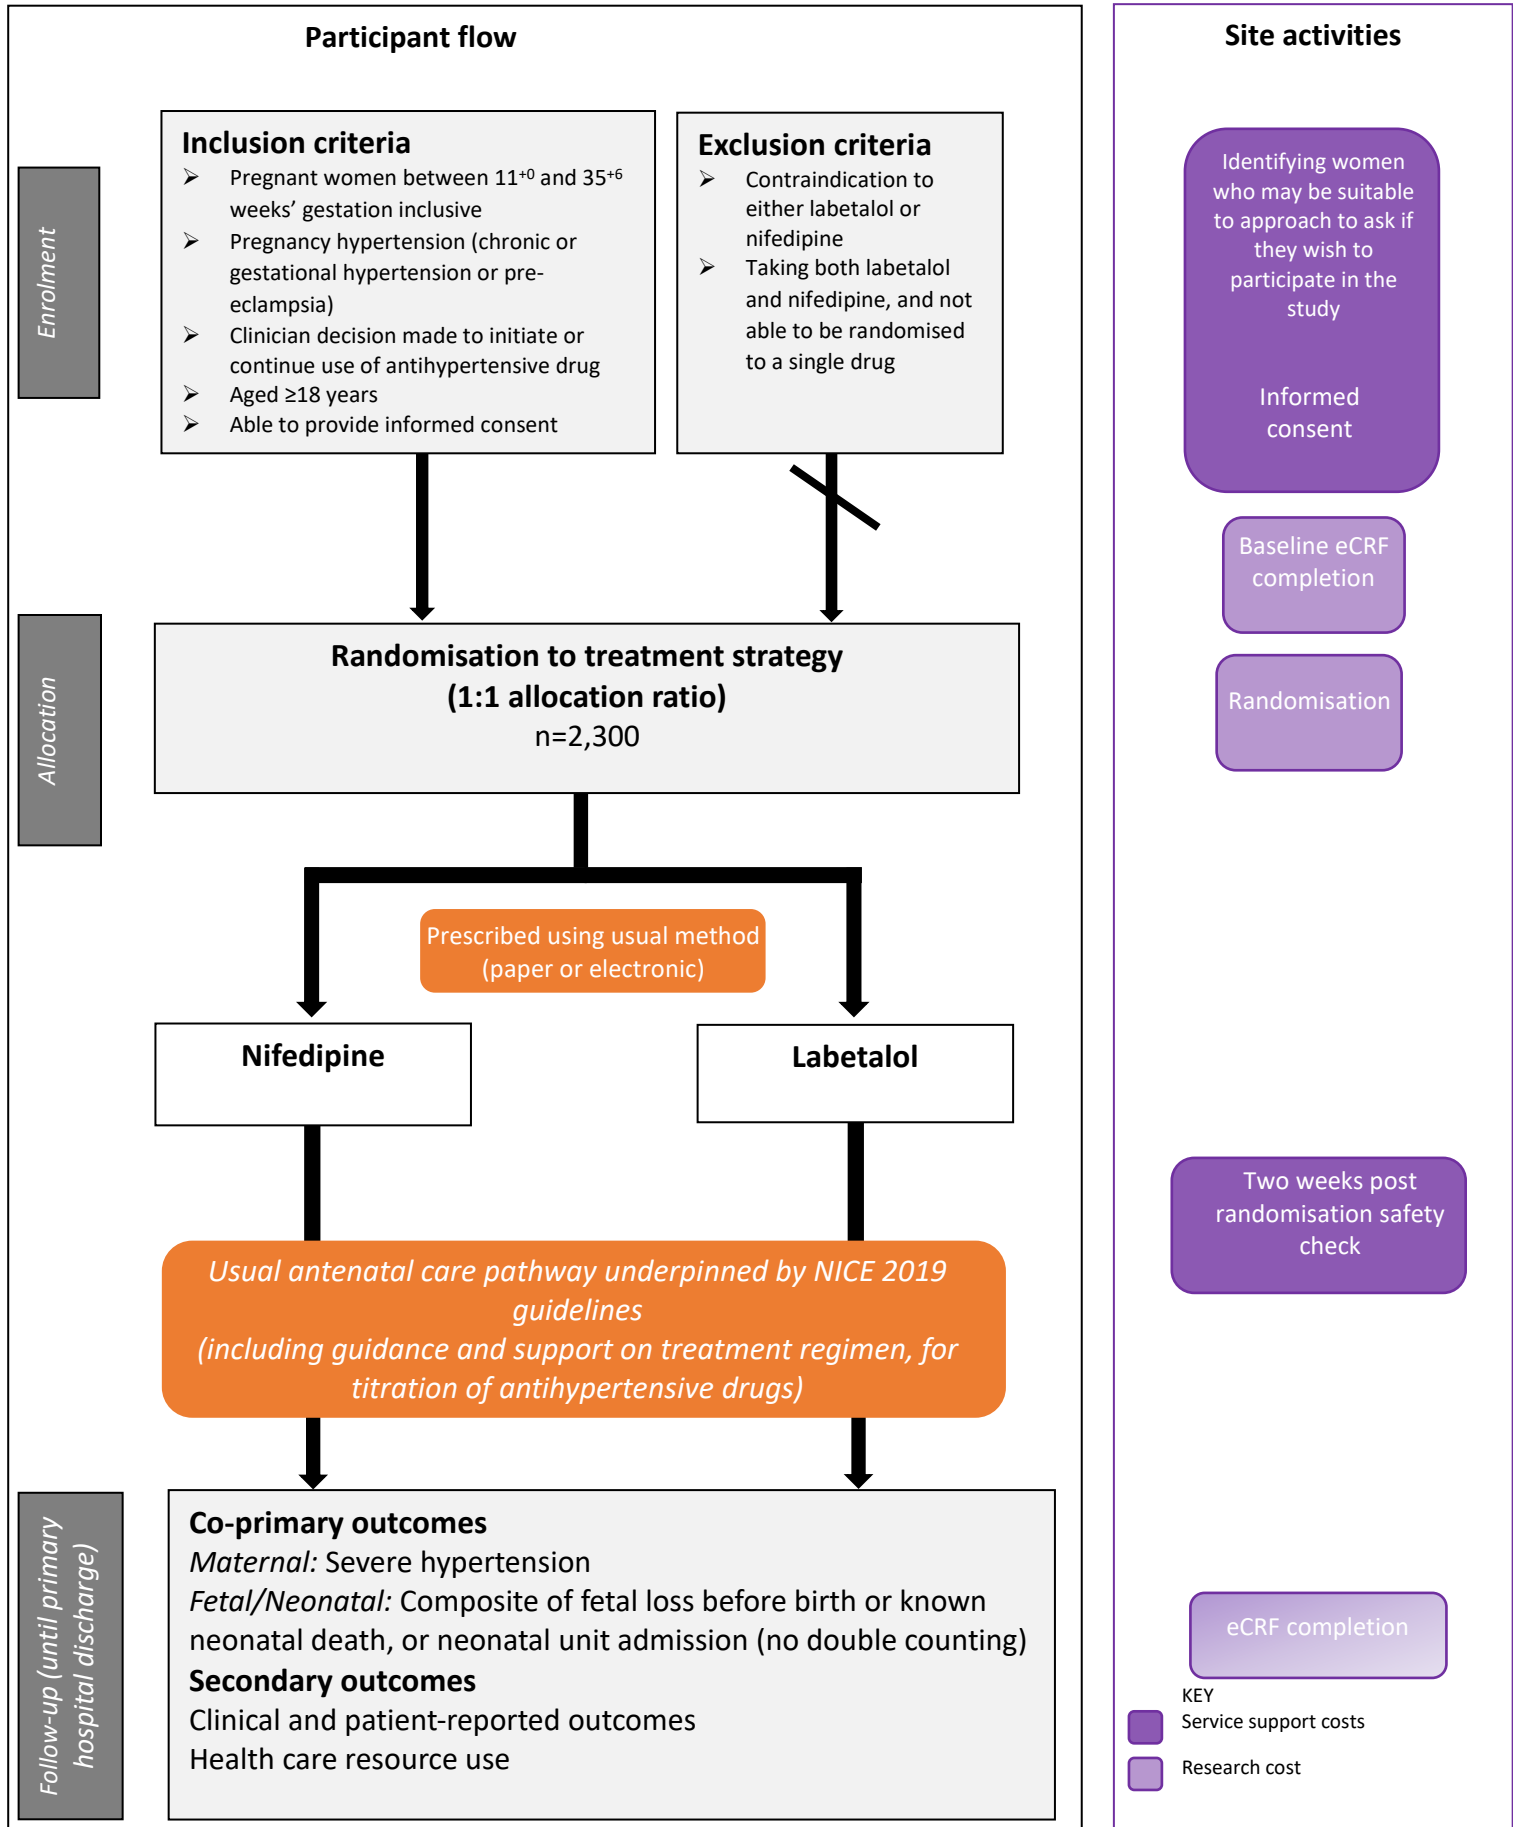 Participant flow
Enrolment
Inclusion criteria
➢ Pregnant women between 11⁺⁰ and 35⁺⁶
weeks’ gestation inclusive
➢ Pregnancy hypertension (chronic or
gestational hypertension or pre-
eclampsia)
➢ Clinician decision made to initiate or
continue use of antihypertensive drug
➢ Aged ≥18 years
➢ Able to provide informed consent
Exclusion criteria
➢ Contraindication to
either labetalol or
nifedipine
➢ Taking both labetalol
and nifedipine, and not
able to be randomised
to a single drug
Allocation
Randomisation to treatment strategy
(1:1 allocation ratio)
n=2,300
Prescribed using usual method
(paper or electronic)
Nifedipine
Labetalol
Usual antenatal care pathway underpinned by NICE 2019
guidelines
(including guidance and support on treatment regimen, for
titration of antihypertensive drugs)
Follow-up (until primary
hospital discharge)
Co-primary outcomes
Maternal: Severe hypertension
Fetal/Neonatal: Composite of fetal loss before birth or known
neonatal death, or neonatal unit admission (no double counting)
Secondary outcomes
Clinical and patient-reported outcomes
Health care resource use
Site activities
Identifying women
who may be suitable
to approach to ask if
they wish to
participate in the
study
Informed
consent
Baseline eCRF
completion
Randomisation
Two weeks post
randomisation safety
check
eCRF completion
KEY
Service support costs
Research cost